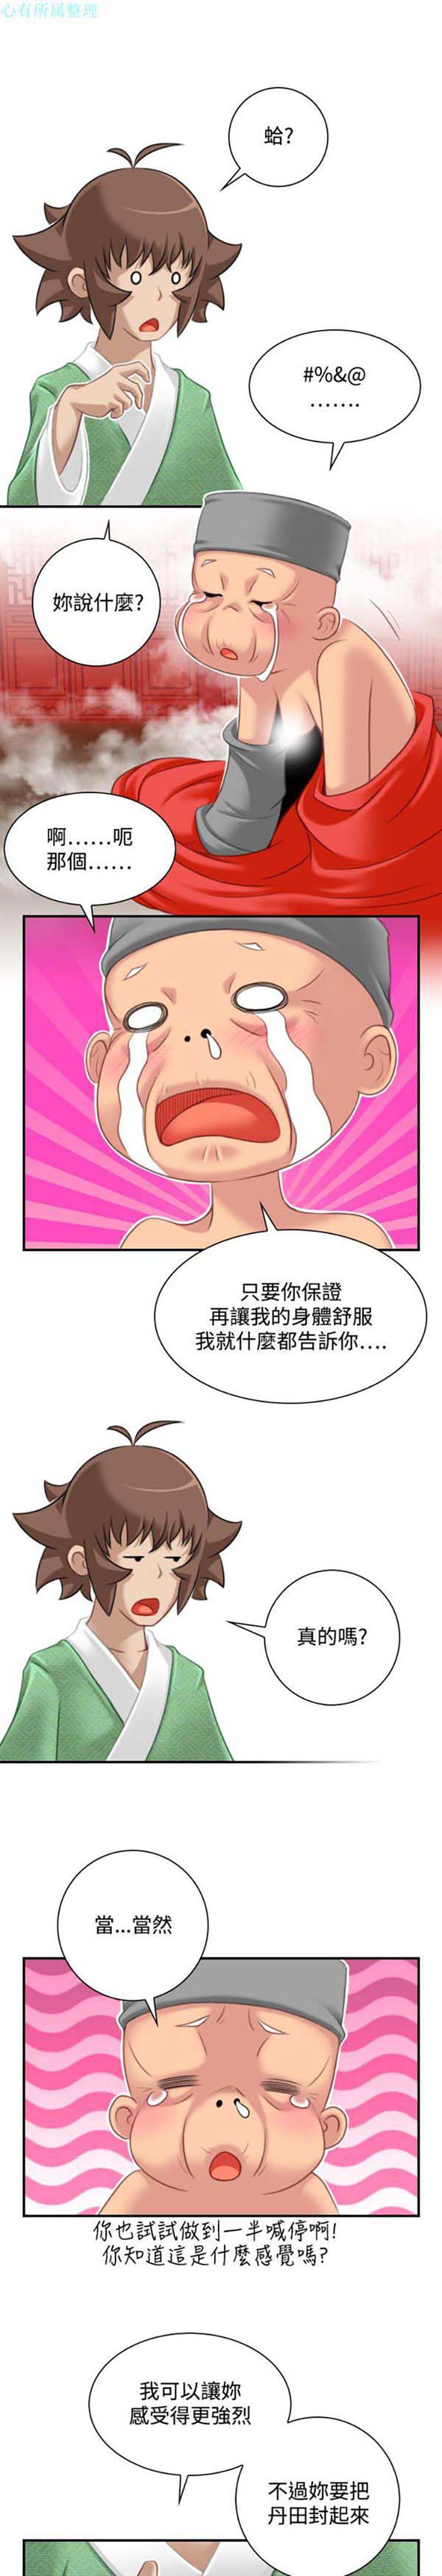 心有所属整理
蛤?
#%&@
.......
妳說什麼?
啊......呃
那個......
只要你保證
再讓我的身體舒服
我就什麼都告訴你....
真的嗎?
當...當然
你也試試做到一半喊停啊!
你知道這是什麼感覺嗎?
我可以讓妳
感受得更強烈
不過妳要把
丹田封起來